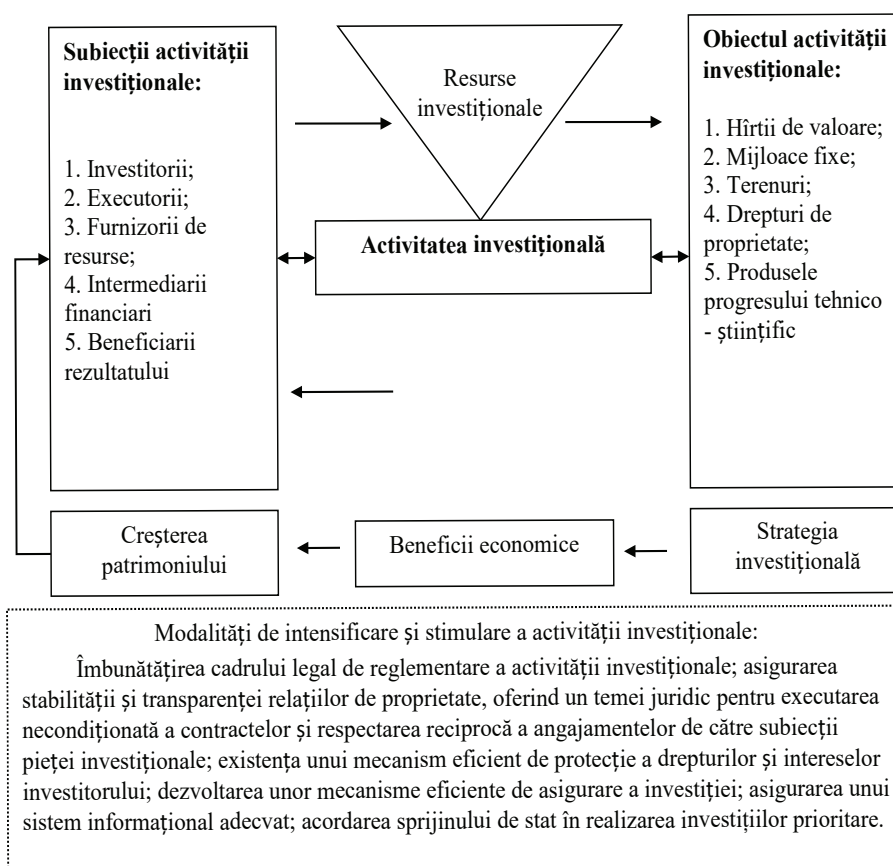 Subiecții activității
investiționale:
1. Investitorii;
2. Executorii;
3. Furnizorii de
resurse;
4. Intermediarii
financiari
5. Beneficiarii
rezultatului
Resurse
investiționale
Activitatea investițională
Obiectul activității
investiționale:
1. Hîrtii de valoare;
2. Mijloace fixe;
3. Terenuri;
4. Drepturi de
proprietate;
5. Produsele
progresului tehnico
- științific
Creșterea
patrimoniului
Beneficii economice
Strategia
investițională
Modalități de intensificare și stimulare a activității investiționale:
Îmbunătățirea cadrului legal de reglementare a activității investiționale; asigurarea
stabilității și transparenței relațiilor de proprietate, oferind un temei juridic pentru executarea
necondiționată a contractelor și respectarea reciprocă a angajamentelor de către subiecții
pieței investiționale; existența unui mecanism eficient de protecție a drepturilor și intereselor
investitorului; dezvoltarea unor mecanisme eficiente de asigurare a investiției; asigurarea unui
sistem informațional adecvat; acordarea sprijinului de stat în realizarea investițiilor prioritare.